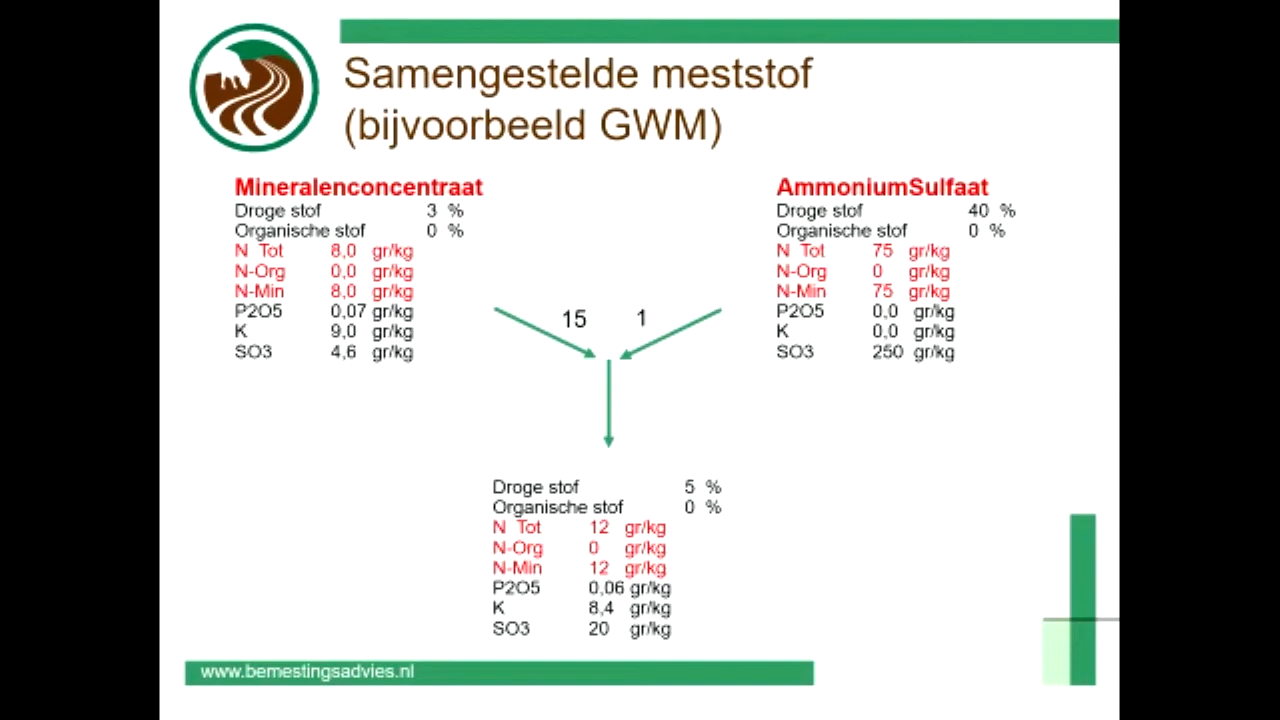 Samengestelde meststof
(bijvoorbeeld GWM)
Mineralenconcentraat
Droge stof 3 %
Organische stof 0 %
N Tot 8,0 gr/kg
N-Org 0,0 gr/kg
N-Min 8,0 gr/kg
P2O5 0,07 gr/kg
K 9,0 gr/kg
SO3 4,6 gr/kg
AmmoniumSulfaat
Droge stof 40 %
Organische stof 0 %
N Tot 75 gr/kg
N-Org 0 gr/kg
N-Min 75 gr/kg
P2O5 0,0 gr/kg
K 0,0 gr/kg
SO3 250 gr/kg
15 1
Droge stof 5 %
Organische stof 0 %
N Tot 12 gr/kg
N-Org 0 gr/kg
N-Min 12 gr/kg
P2O5 0,06 gr/kg
K 8,4 gr/kg
SO3 20 gr/kg
www.bemestingsadvies.nl